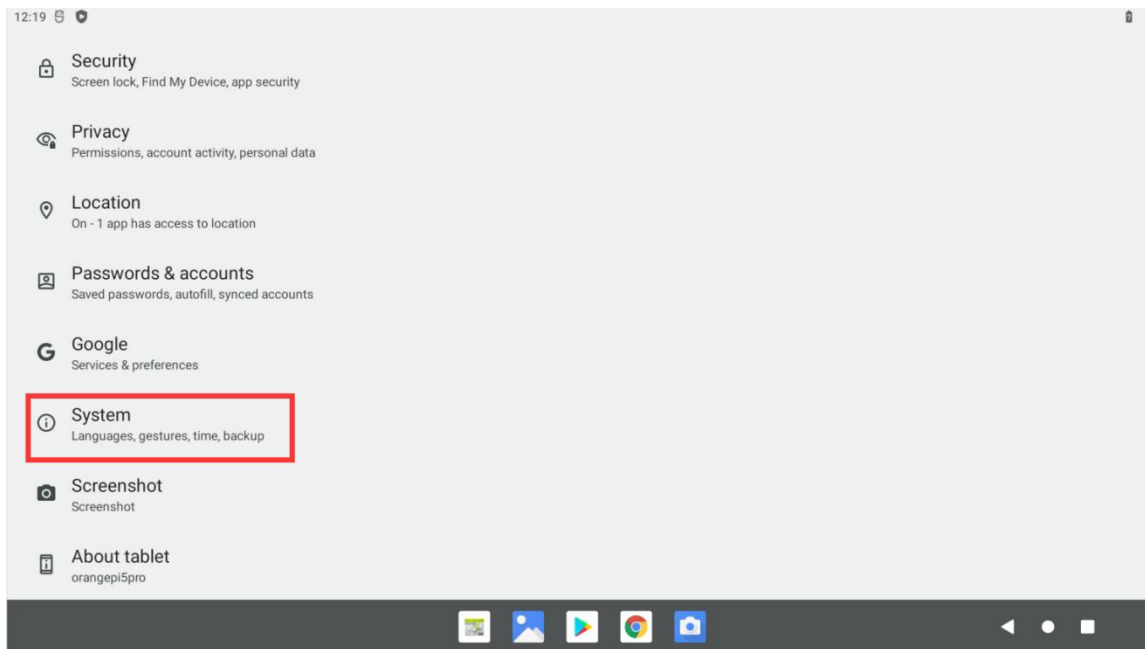 12:19
Security
Screen lock, Find My Device, app security
Privacy
Permissions, account activity, personal data
Location
On - 1 app has access to location
Passwords & accounts
Saved passwords, autofill, synced accounts
Google
Services & preferences
System
Languages, gestures, time, backup
Screenshot
Screenshot
About tablet
orangepi5pro